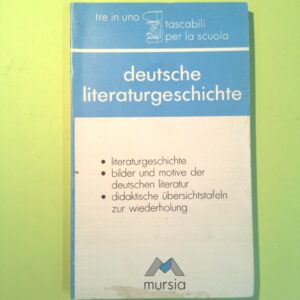 tre in uno
tascabili
per la scuola
deutsche
literaturgeschichte
• literaturgeschichte
• bilder und motive der
deutschen literatur
• didaktische übersichtstafeln
zur wiederholung
mursia